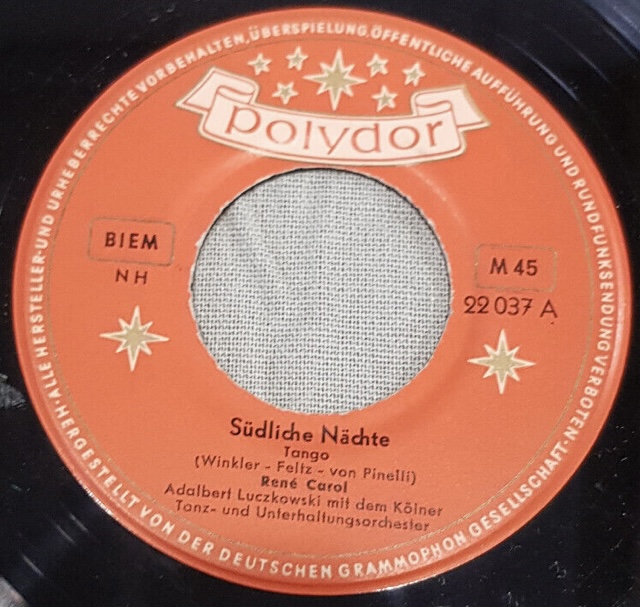 ALLE HERSTELLER-UND URHEBERRECHTE VORBEHALTEN, ÜBERSPIELUNG, ÖFFENTLICHE AUFFÜHRUNG UND RUNDFUNKSENDUNG VERBOTEN.
polydor
BIEM
NH
M 45
22 037 A
Südliche Nächte
Tango
(Winkler - Feltz - von Pinelli)
René Carol
Adalbert Luczkowski mit dem Kölner
Tanz- und Unterhaltungsorchester
HERGESTELLT VON DER DEUTSCHEN GRAMMOPHON GESELLSCHAFT